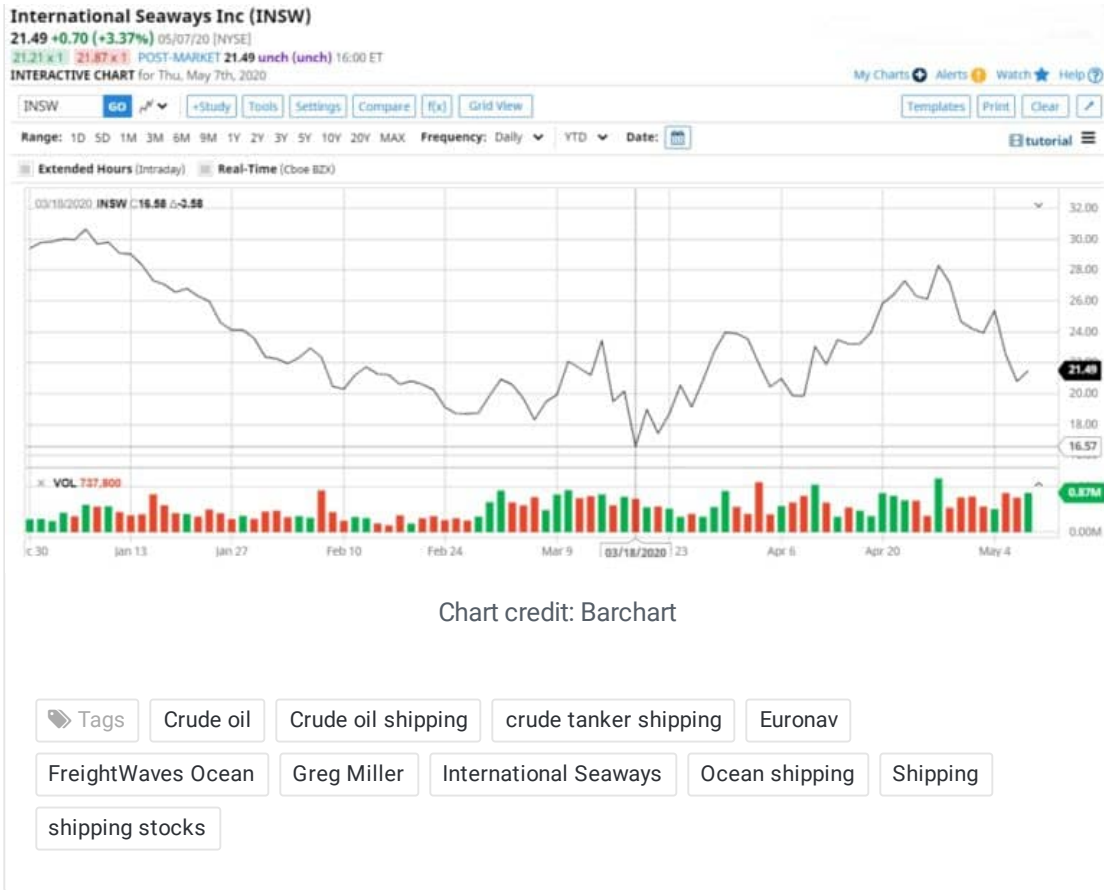 International Seaways Inc (INSW)
21.49 +0.70 (+3.37%) 05/07/20 [NYSE]
21.21 x 1 21.87 x 1 POST-MARKET 21.49 unch (unch) 16:00 ET
INTERACTIVE CHART for Thu, May 7th, 2020
My Charts Alerts Watch Help
INSW GO +Study Tools Settings Compare f(x) Grid View Templates Print Clear
Range: 1D 5D 1M 3M 6M 9M 1Y 2Y 3Y 5Y 10Y 20Y MAX Frequency: Daily YTD Date: tutorial
Extended Hours (Intraday) Real-Time (Cboe BZX)
03/18/2020 INSW C16.58 Δ-3.58
32.00
30.00
28.00
26.00
24.00
22.00
21.49
20.00
18.00
16.57
VOL 737,800
0.87M
0.00M
c 30 Jan 13 Jan 27 Feb 10 Feb 24 Mar 9 03/18/2020 23 Apr 6 Apr 20 May 4
Chart credit: Barchart
Tags Crude oil Crude oil shipping crude tanker shipping Euronav
FreightWaves Ocean Greg Miller International Seaways Ocean shipping Shipping
shipping stocks